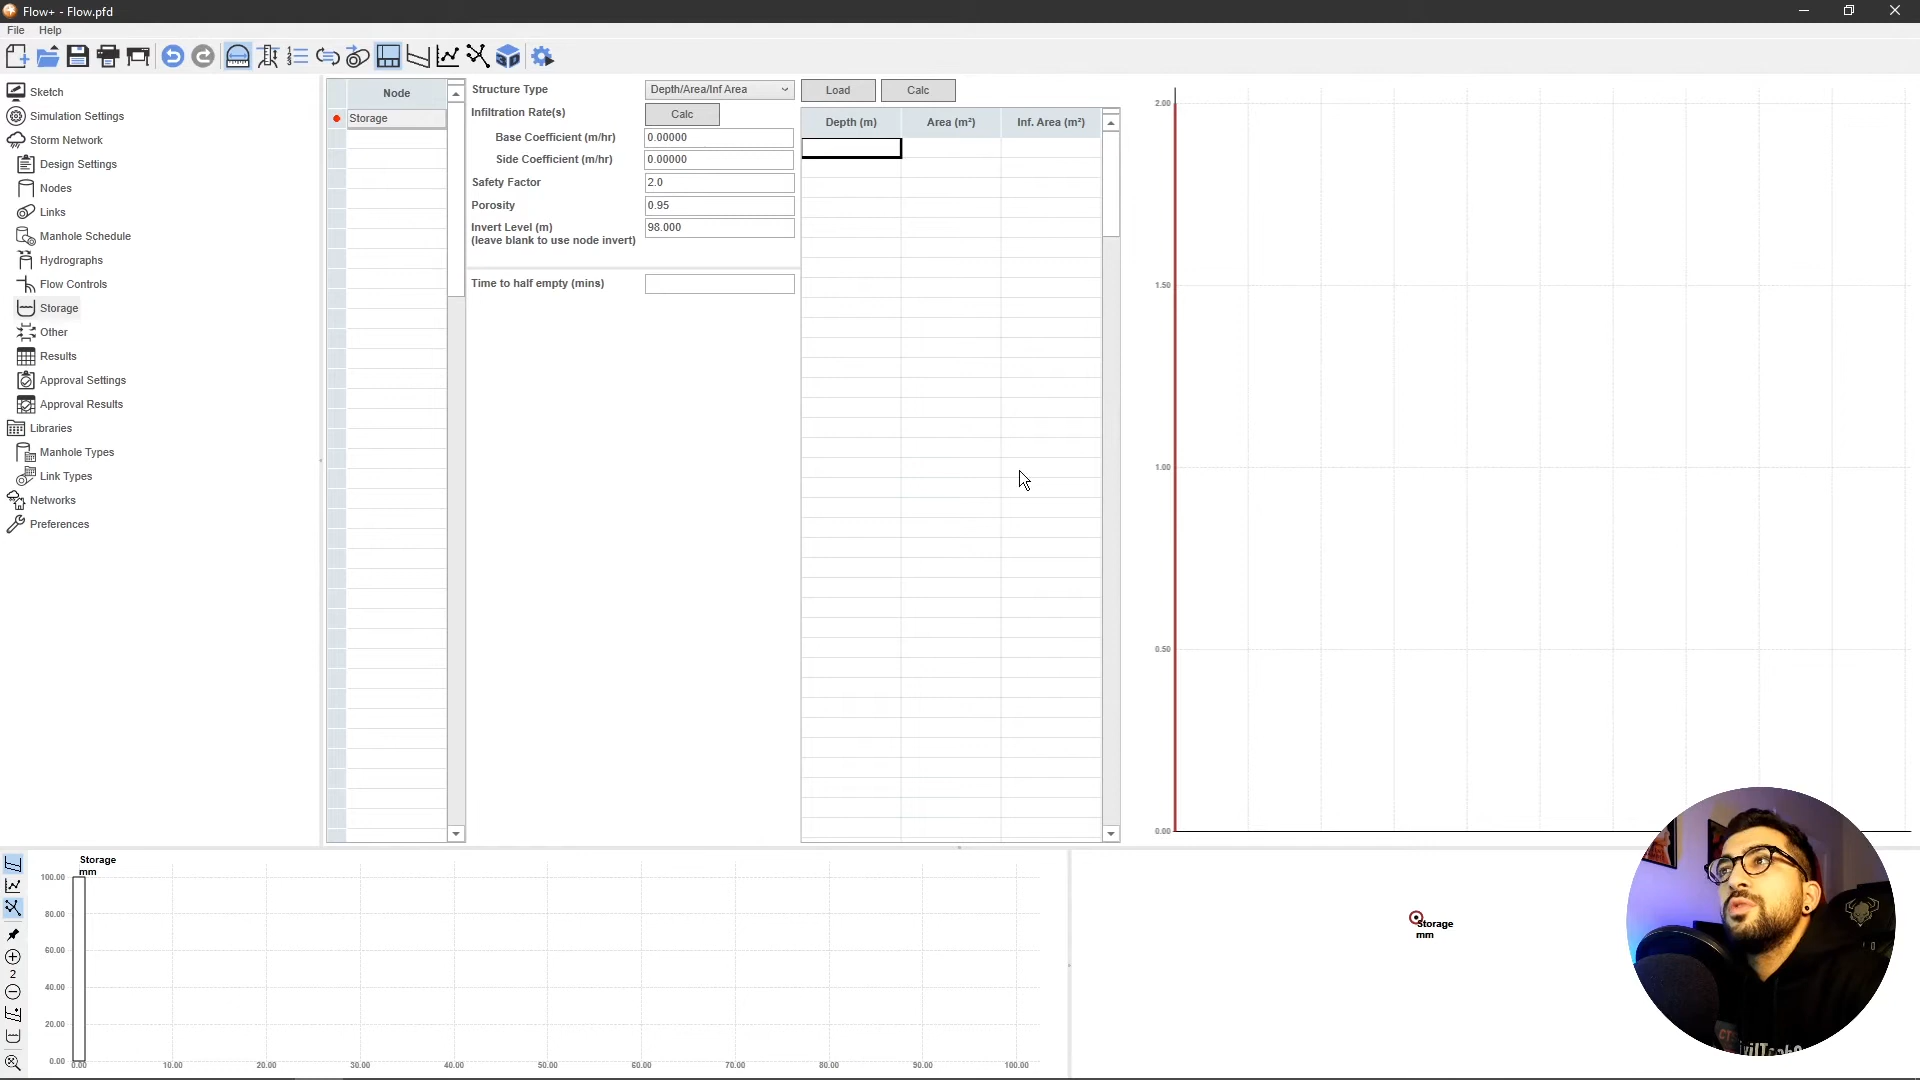 Flow+ - Flow.pfd
File Help
Sketch
Simulation Settings
Storm Network
Design Settings
Nodes
Links
Manhole Schedule
Hydrographs
Flow Controls
Storage
Other
Results
Approval Settings
Approval Results
Libraries
Manhole Types
Link Types
Networks
Preferences
Node
Storage
Structure Type Depth/Area/Inf Area
Infiltration Rate(s) Calc
Base Coefficient (m/hr) 0.00000
Side Coefficient (m/hr) 0.00000
Safety Factor 2.0
Porosity 0.95
Invert Level (m) 98.000
(leave blank to use node invert)
Time to half empty (mins)
Load Calc
Depth (m) Area (m²) Inf. Area (m²)
2.00
1.50
1.00
0.50
0.00
3D
2
Storage
mm
100.00
80.00
60.00
40.00
20.00
0.00
0.00 10.00 20.00 30.00 40.00 50.00 60.00 70.00 80.00 90.00 100.00
Storage
mm